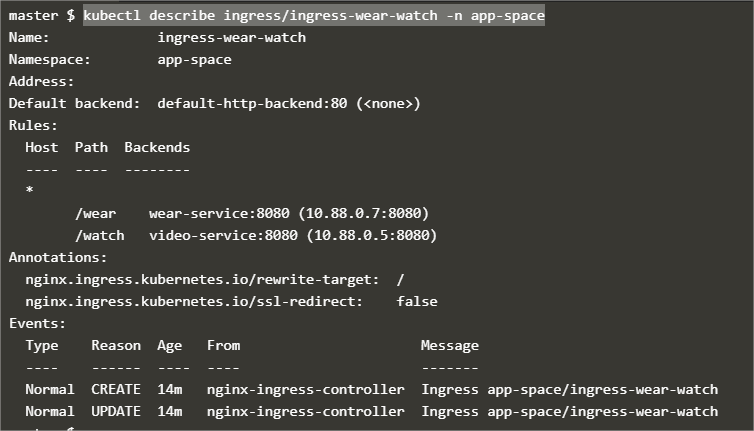 master $ kubectl describe ingress/ingress-wear-watch -n app-space
Name:             ingress-wear-watch
Namespace:        app-space
Address:
Default backend:  default-http-backend:80 (<none>)
Rules:
  Host  Path  Backends
  ----  ----  --------
  *
        /wear    wear-service:8080 (10.88.0.7:8080)
        /watch   video-service:8080 (10.88.0.5:8080)
Annotations:
  nginx.ingress.kubernetes.io/rewrite-target:  /
  nginx.ingress.kubernetes.io/ssl-redirect:    false
Events:
  Type    Reason  Age   From                      Message
  ----    ------  ----  ----                      -------
  Normal  CREATE  14m   nginx-ingress-controller  Ingress app-space/ingress-wear-watch
  Normal  UPDATE  14m   nginx-ingress-controller  Ingress app-space/ingress-wear-watch